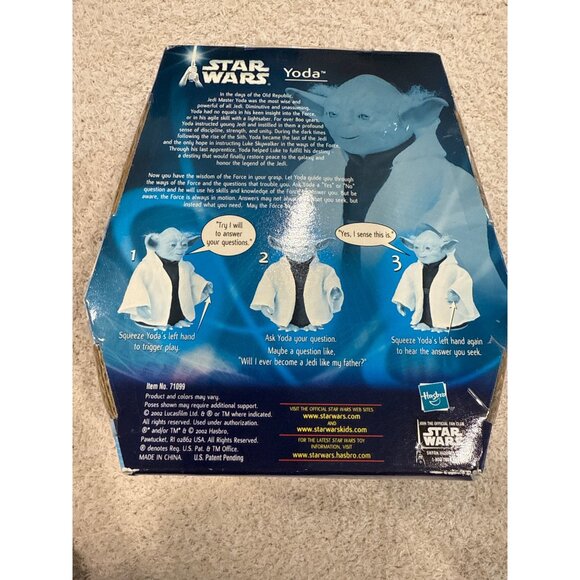 STAR
WARS
Yoda™
In the days of the Old Republic,
Jedi Master Yoda was the most wise and
powerful of all Jedi. Diminutive and unassuming,
Yoda had no equals in his keen insight into the Force,
or in his agile skill with a lightsaber. For over 800 years,
Yoda instructed young Jedi and instilled in them a profound
sense of discipline, strength, and unity. During the dark times
following the rise of the Sith, Yoda became the last of the Jedi
and the only hope in instructing Luke Skywalker in the ways of the Force.
Through his last apprentice, Yoda helped Luke to fulfill his destiny –
a destiny that would finally restore peace to the galaxy and
honor the legend of the Jedi.
Now you have the wisdom of the Force in your grasp. Let Yoda guide you through
the ways of the Force and the questions that trouble you. Ask Yoda a "Yes" or "No"
question and he will use his skills and knowledge of the Force to answer you. But be
aware, the Force is always in motion. Answers may not always be what you seek, but
instead what you need. May the Force be
"Try I will
to answer
your questions."
"Yes, I sense this is."
1
2
3
Squeeze Yoda's left hand
to trigger play.
Ask Yoda your question.
Maybe a question like,
"Will I ever become a Jedi like my father?"
Squeeze Yoda's left hand again
to hear the answer you seek.
Item No. 71099
Product and colors may vary.
Poses shown may require additional support.
© 2002 Lucasfilm Ltd. & ® or TM where indicated.
All rights reserved. Used under authorization.
®* and/or TM* & © 2002 Hasbro,
Pawtucket, RI 02862 USA. All Rights Reserved.
® denotes Reg. U.S. Pat. & TM Office.
MADE IN CHINA. U.S. Patent Pending
VISIT THE OFFICIAL STAR WARS WEB SITES
www.starwars.com
AND
www.starwarskids.com
FOR THE LATEST STAR WARS TOY
INFORMATION, VISIT
www.starwars.hasbro.com
Hasbro
JOIN THE OFFICIAL FAN CLUB
STAR
WARS